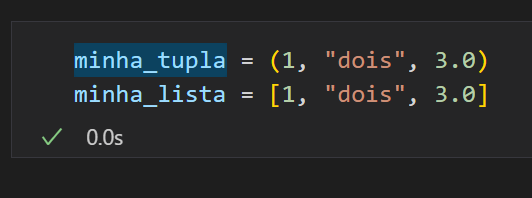 minha_tupla = (1, "dois", 3.0)
minha_lista = [1, "dois", 3.0]
0.0s